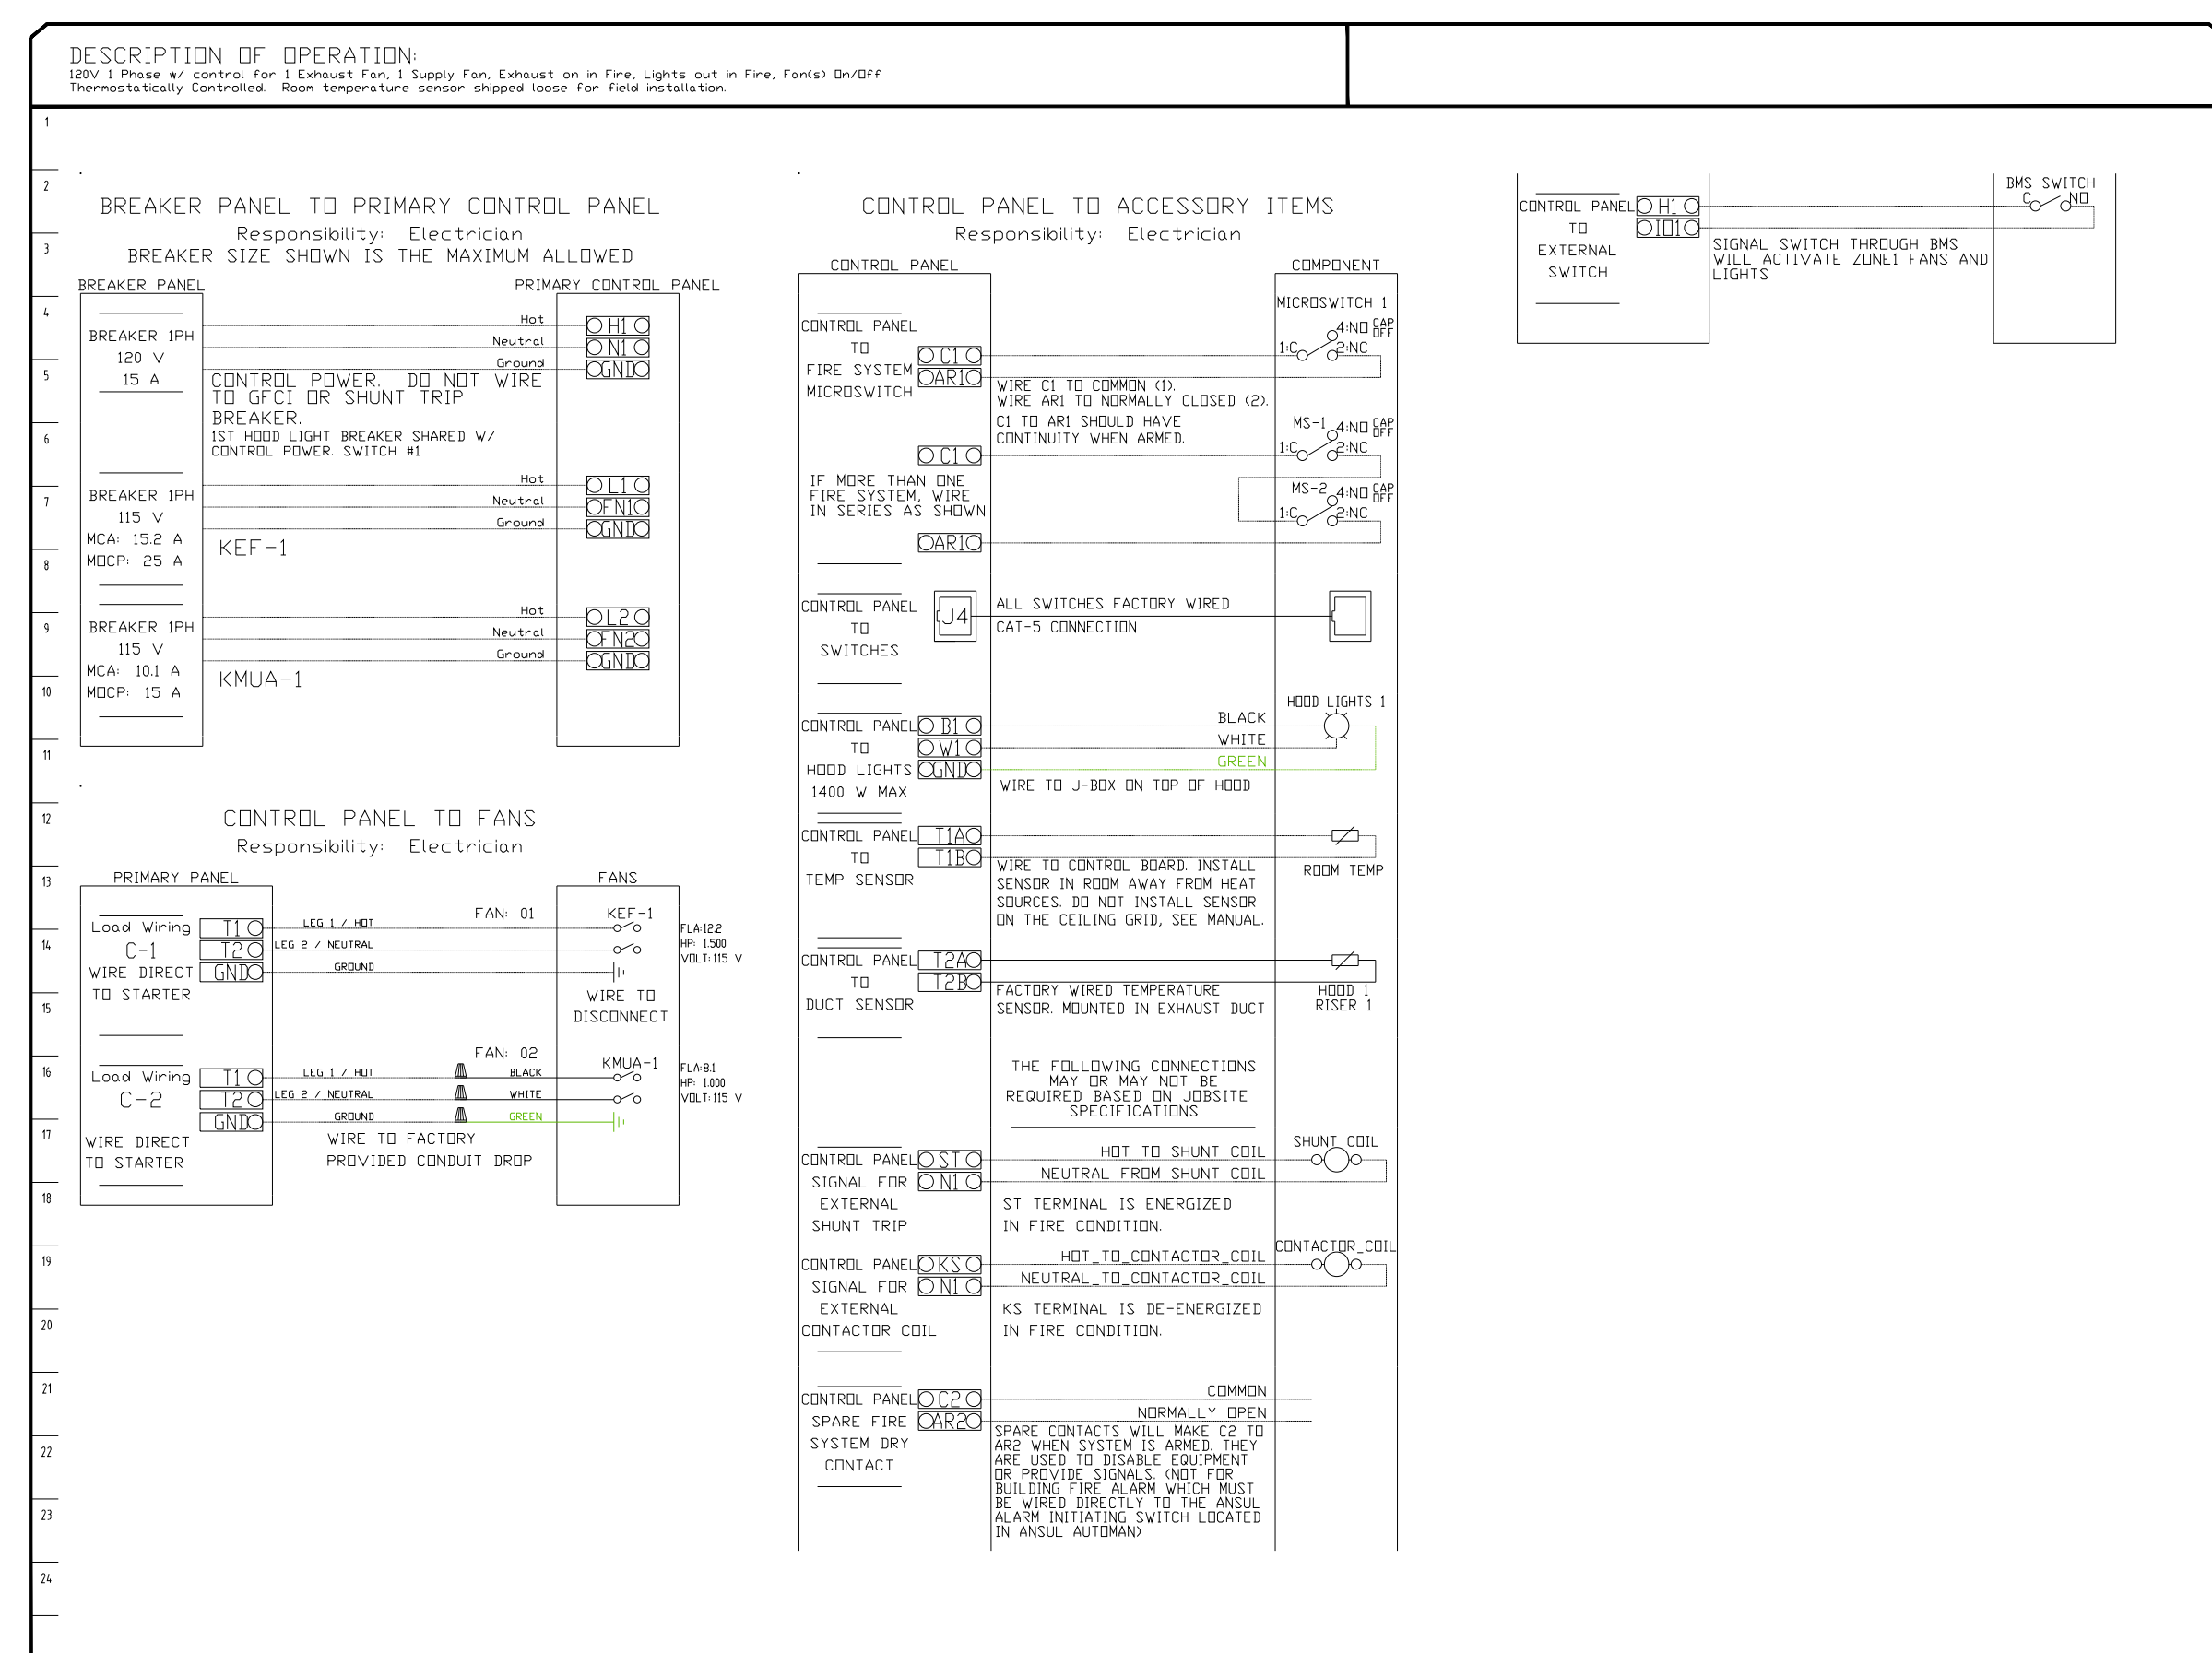 DESCRIPTION OF OPERATION:
120V 1 Phase w/ control for 1 Exhaust Fan, 1 Supply Fan, Exhaust on in Fire, Lights out in Fire, Fan(s) On/Off
Thermostatically Controlled. Room temperature sensor shipped loose for field installation.
1
2
3
4
5
6
7
8
9
10
11
12
13
14
15
16
17
18
19
20
21
22
23
24
BREAKER PANEL TO PRIMARY CONTROL PANEL
Responsibility: Electrician
BREAKER SIZE SHOWN IS THE MAXIMUM ALLOWED
BREAKER PANEL
PRIMARY CONTROL PANEL
BREAKER 1PH
120 V
15 A
Hot
H1
Neutral
N1
Ground
GND
CONTROL POWER. DO NOT WIRE
TO GFCI OR SHUNT TRIP
BREAKER.
1ST HOOD LIGHT BREAKER SHARED W/
CONTROL POWER. SWITCH #1
BREAKER 1PH
115 V
MCA: 15.2 A
MOCP: 25 A
Hot
L1
Neutral
FN1
Ground
GND
KEF-1
BREAKER 1PH
115 V
MCA: 10.1 A
MOCP: 15 A
Hot
L2
Neutral
FN2
Ground
GND
KMUA-1
CONTROL PANEL TO FANS
Responsibility: Electrician
PRIMARY PANEL
FANS
Load Wiring
C-1
WIRE DIRECT
TO STARTER
T1
T2
GND
LEG 1 / HOT
LEG 2 / NEUTRAL
GROUND
FAN: 01
KEF-1
FLA:12.2
HP: 1.500
VOLT:115 V
WIRE TO
DISCONNECT
Load Wiring
C-2
WIRE DIRECT
TO STARTER
T1
T2
GND
LEG 1 / HOT
LEG 2 / NEUTRAL
GROUND
FAN: 02
BLACK
WHITE
GREEN
KMUA-1
FLA:8.1
HP: 1.000
VOLT:115 V
WIRE TO FACTORY
PROVIDED CONDUIT DROP
CONTROL PANEL TO ACCESSORY ITEMS
Responsibility: Electrician
CONTROL PANEL
COMPONENT
CONTROL PANEL
TO
FIRE SYSTEM
MICROSWITCH
C1
AR1
MICROSWITCH 1
4:NO CAP OFF
1:C
2:NC
WIRE C1 TO COMMON (1).
WIRE AR1 TO NORMALLY CLOSED (2).
C1 TO AR1 SHOULD HAVE
CONTINUITY WHEN ARMED.
C1
MS-1
4:NO CAP OFF
1:C
2:NC
IF MORE THAN ONE
FIRE SYSTEM, WIRE
IN SERIES AS SHOWN
MS-2
4:NO CAP OFF
1:C
2:NC
AR1
CONTROL PANEL
TO
SWITCHES
J4
ALL SWITCHES FACTORY WIRED
CAT-5 CONNECTION
CONTROL PANEL
TO
HOOD LIGHTS
1400 W MAX
B1
W1
GND
BLACK
WHITE
GREEN
HOOD LIGHTS 1
WIRE TO J-BOX ON TOP OF HOOD
CONTROL PANEL
TO
TEMP SENSOR
T1A
T1B
WIRE TO CONTROL BOARD. INSTALL
SENSOR IN ROOM AWAY FROM HEAT
SOURCES. DO NOT INSTALL SENSOR
ON THE CEILING GRID, SEE MANUAL.
ROOM TEMP
CONTROL PANEL
TO
DUCT SENSOR
T2A
T2B
FACTORY WIRED TEMPERATURE
SENSOR. MOUNTED IN EXHAUST DUCT
HOOD 1
RISER 1
THE FOLLOWING CONNECTIONS
MAY OR MAY NOT BE
REQUIRED BASED ON JOBSITE
SPECIFICATIONS
CONTROL PANEL
SIGNAL FOR
EXTERNAL
SHUNT TRIP
ST
N1
HOT TO SHUNT COIL
NEUTRAL FROM SHUNT COIL
SHUNT COIL
ST TERMINAL IS ENERGIZED
IN FIRE CONDITION.
CONTROL PANEL
SIGNAL FOR
EXTERNAL
CONTACTOR COIL
KS
N1
HOT_TO_CONTACTOR_COIL
NEUTRAL_TO_CONTACTOR_COIL
CONTACTOR_COIL
KS TERMINAL IS DE-ENERGIZED
IN FIRE CONDITION.
CONTROL PANEL
SPARE FIRE
SYSTEM DRY
CONTACT
C2
AR2
COMMON
NORMALLY OPEN
SPARE CONTACTS WILL MAKE C2 TO
AR2 WHEN SYSTEM IS ARMED. THEY
ARE USED TO DISABLE EQUIPMENT
OR PROVIDE SIGNALS. (NOT FOR
BUILDING FIRE ALARM WHICH MUST
BE WIRED DIRECTLY TO THE ANSUL
ALARM INITIATING SWITCH LOCATED
IN ANSUL AUTOMAN)
CONTROL PANEL
TO
EXTERNAL
SWITCH
H1
IO1
BMS SWITCH
C
NO
SIGNAL SWITCH THROUGH BMS
WILL ACTIVATE ZONE1 FANS AND
LIGHTS